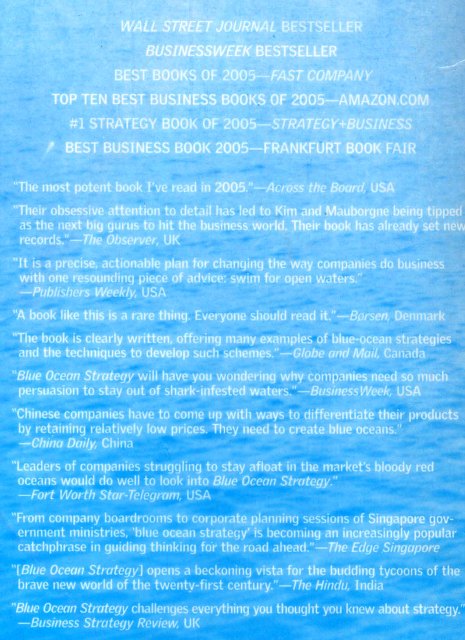 WALL STREET JOURNAL BESTSELLER
BUSINESSWEEK BESTSELLER
BEST BOOKS OF 2005—FAST COMPANY
TOP TEN BEST BUSINESS BOOKS OF 2005—AMAZON.COM
#1 STRATEGY BOOK OF 2005—STRATEGY+BUSINESS
BEST BUSINESS BOOK 2005—FRANKFURT BOOK FAIR
"The most potent book I've read in 2005."—Across the Board, USA
"Their obsessive attention to detail has led to Kim and Mauborgne being tipped
as the next big gurus to hit the business world. Their book has already set new
records."—The Observer, UK
"It is a precise, actionable plan for changing the way companies do business
with one resounding piece of advice: swim for open waters."
—Publishers Weekly, USA
"A book like this is a rare thing. Everyone should read it."—Børsen, Denmark
"The book is clearly written, offering many examples of blue-ocean strategies
and the techniques to develop such schemes."—Globe and Mail, Canada
"Blue Ocean Strategy will have you wondering why companies need so much
persuasion to stay out of shark-infested waters."—BusinessWeek, USA
"Chinese companies have to come up with ways to differentiate their products
by retaining relatively low prices. They need to create blue oceans."
—China Daily, China
"Leaders of companies struggling to stay afloat in the market's bloody red
oceans would do well to look into Blue Ocean Strategy."
—Fort Worth Star-Telegram, USA
"From company boardrooms to corporate planning sessions of Singapore gov-
ernment ministries, 'blue ocean strategy' is becoming an increasingly popular
catchphrase in guiding thinking for the road ahead."—The Edge Singapore
"[Blue Ocean Strategy] opens a beckoning vista for the budding tycoons of the
brave new world of the twenty-first century."—The Hindu, India
"Blue Ocean Strategy challenges everything you thought you knew about strategy."
—Business Strategy Review, UK